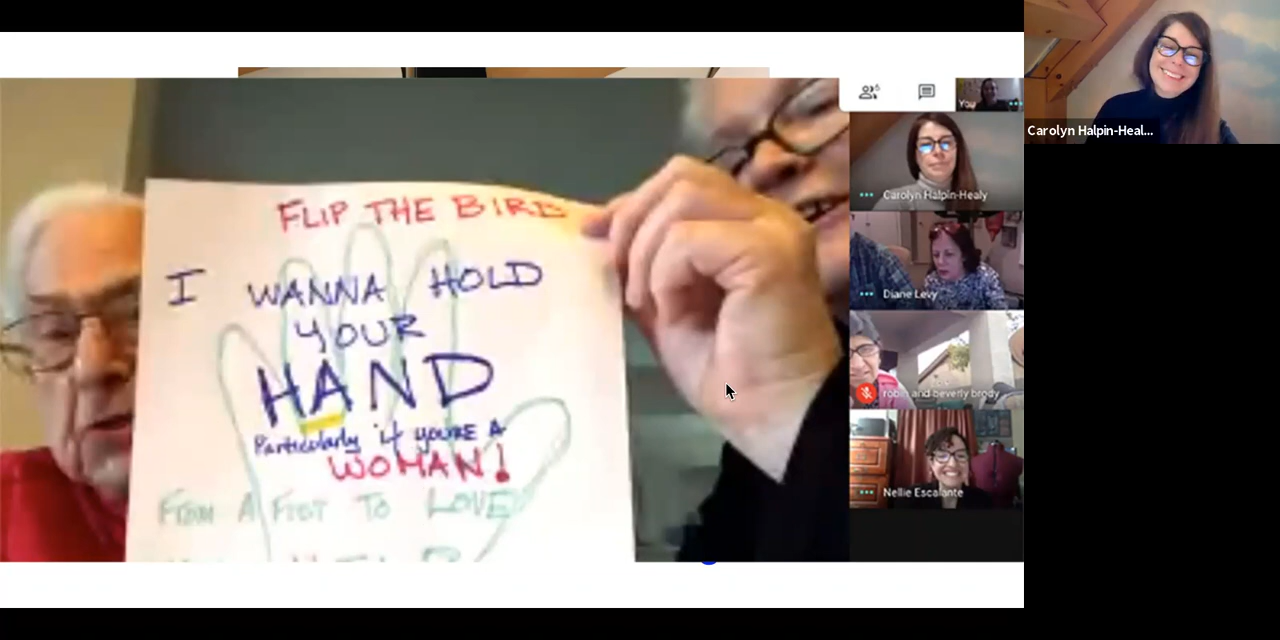 FLIP THE BIRD
I WANNA HOLD
YOUR
HAND
Particularly if you're A
WOMAN!
FROM A FIST TO LOVE
You
Carolyn Halpin-Healy
Diane Levy
robin and beverly brody
Nellie Escalante
Carolyn Halpin-Heal...